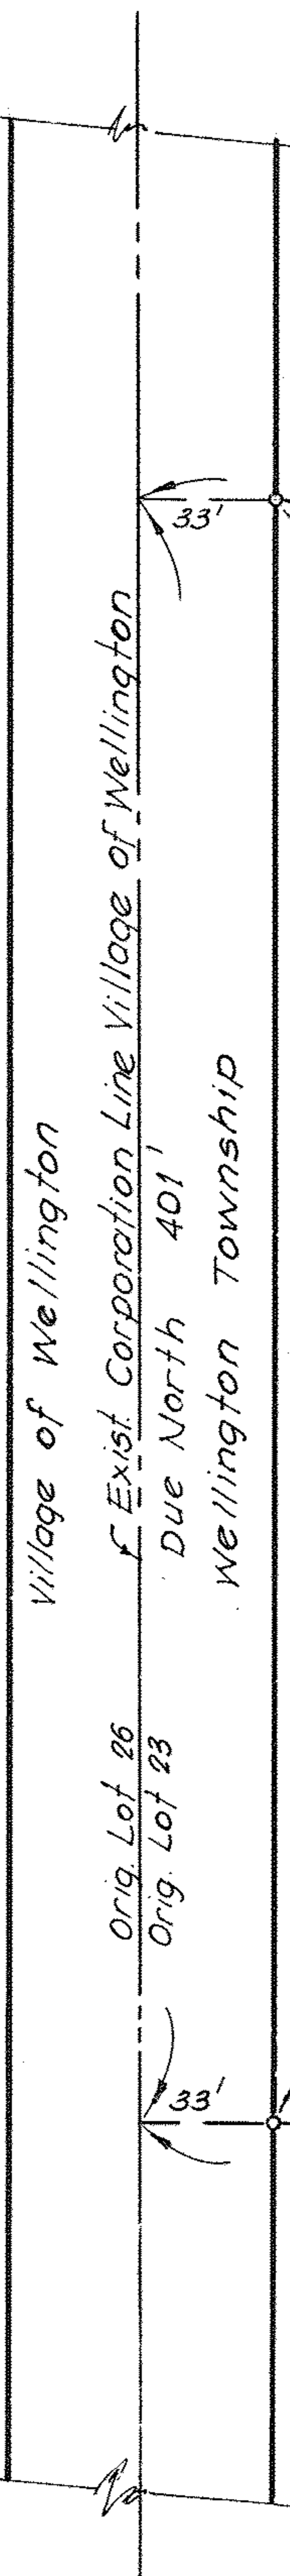 33'
Village of Wellington
Exist. Corporation Line Village of Wellington
Due North 401'
Wellington Township
Orig. Lot 26
Orig. Lot 23
33'